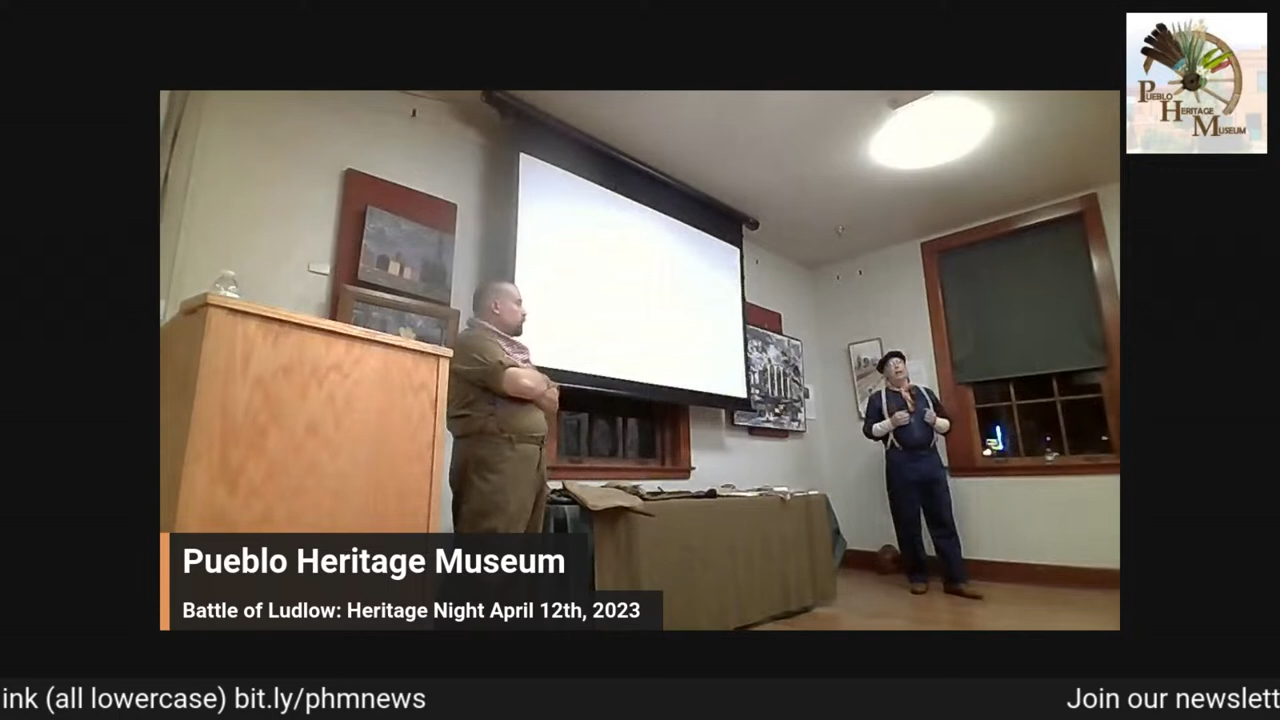 PUEBLO
HERITAGE
MUSEUM
Pueblo Heritage Museum
Battle of Ludlow: Heritage Night April 12th, 2023
ink (all lowercase) bit.ly/phmnews
Join our newslett